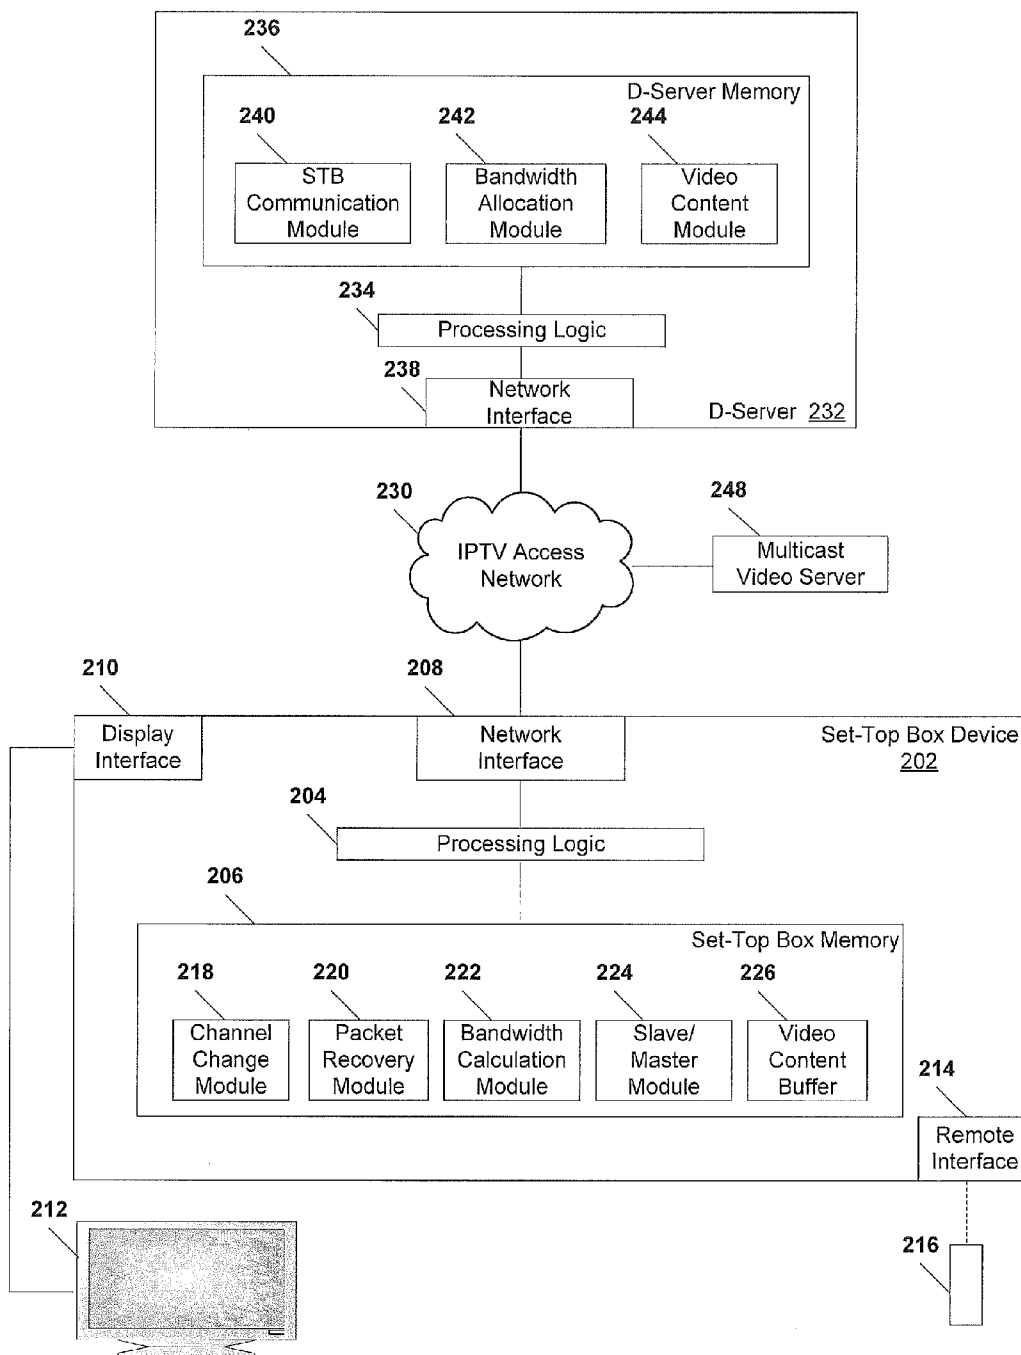 236
D-Server Memory
240
242
244
STB
Communication
Module
Bandwidth
Allocation
Module
Video
Content
Module
234
Processing Logic
238
Network
Interface
D-Server 232
230
IPTV Access
Network
248
Multicast
Video Server
210
208
Display
Interface
Network
Interface
Set-Top Box Device
202
204
Processing Logic
206
Set-Top Box Memory
218
220
222
224
226
Channel
Change
Module
Packet
Recovery
Module
Bandwidth
Calculation
Module
Slave/
Master
Module
Video
Content
Buffer
214
Remote
Interface
212
216